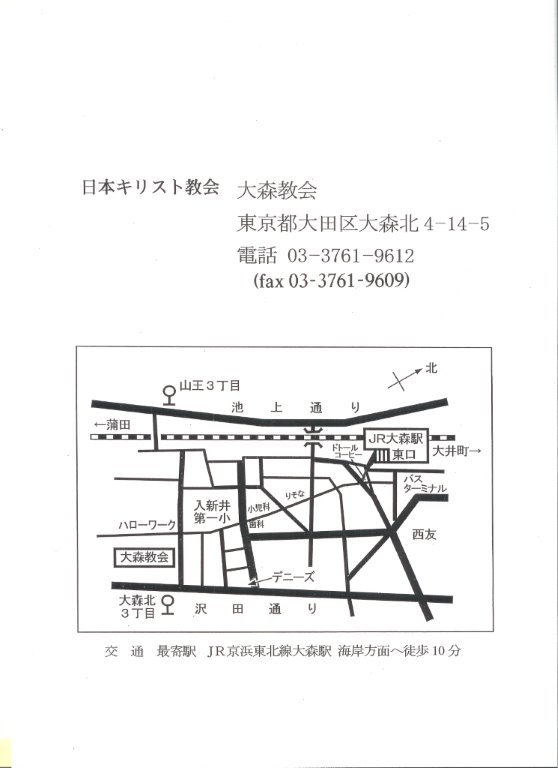 日本キリスト教会 大森教会
東京都大田区大森北 4-14-5
電話 03-3761-9612
(fax 03-3761-9609)
北
山王3丁目
池上通り
←蒲田
JR大森駅
東口
大井町→
ドトール
コーヒー
バス
ターミナル
りそな
入新井
第一小
小児科
歯科
ハローワーク
西友
大森教会
デニーズ
大森北
3丁目
沢田通り
交 通 最寄駅 JR京浜東北線大森駅 海岸方面へ徒歩10分